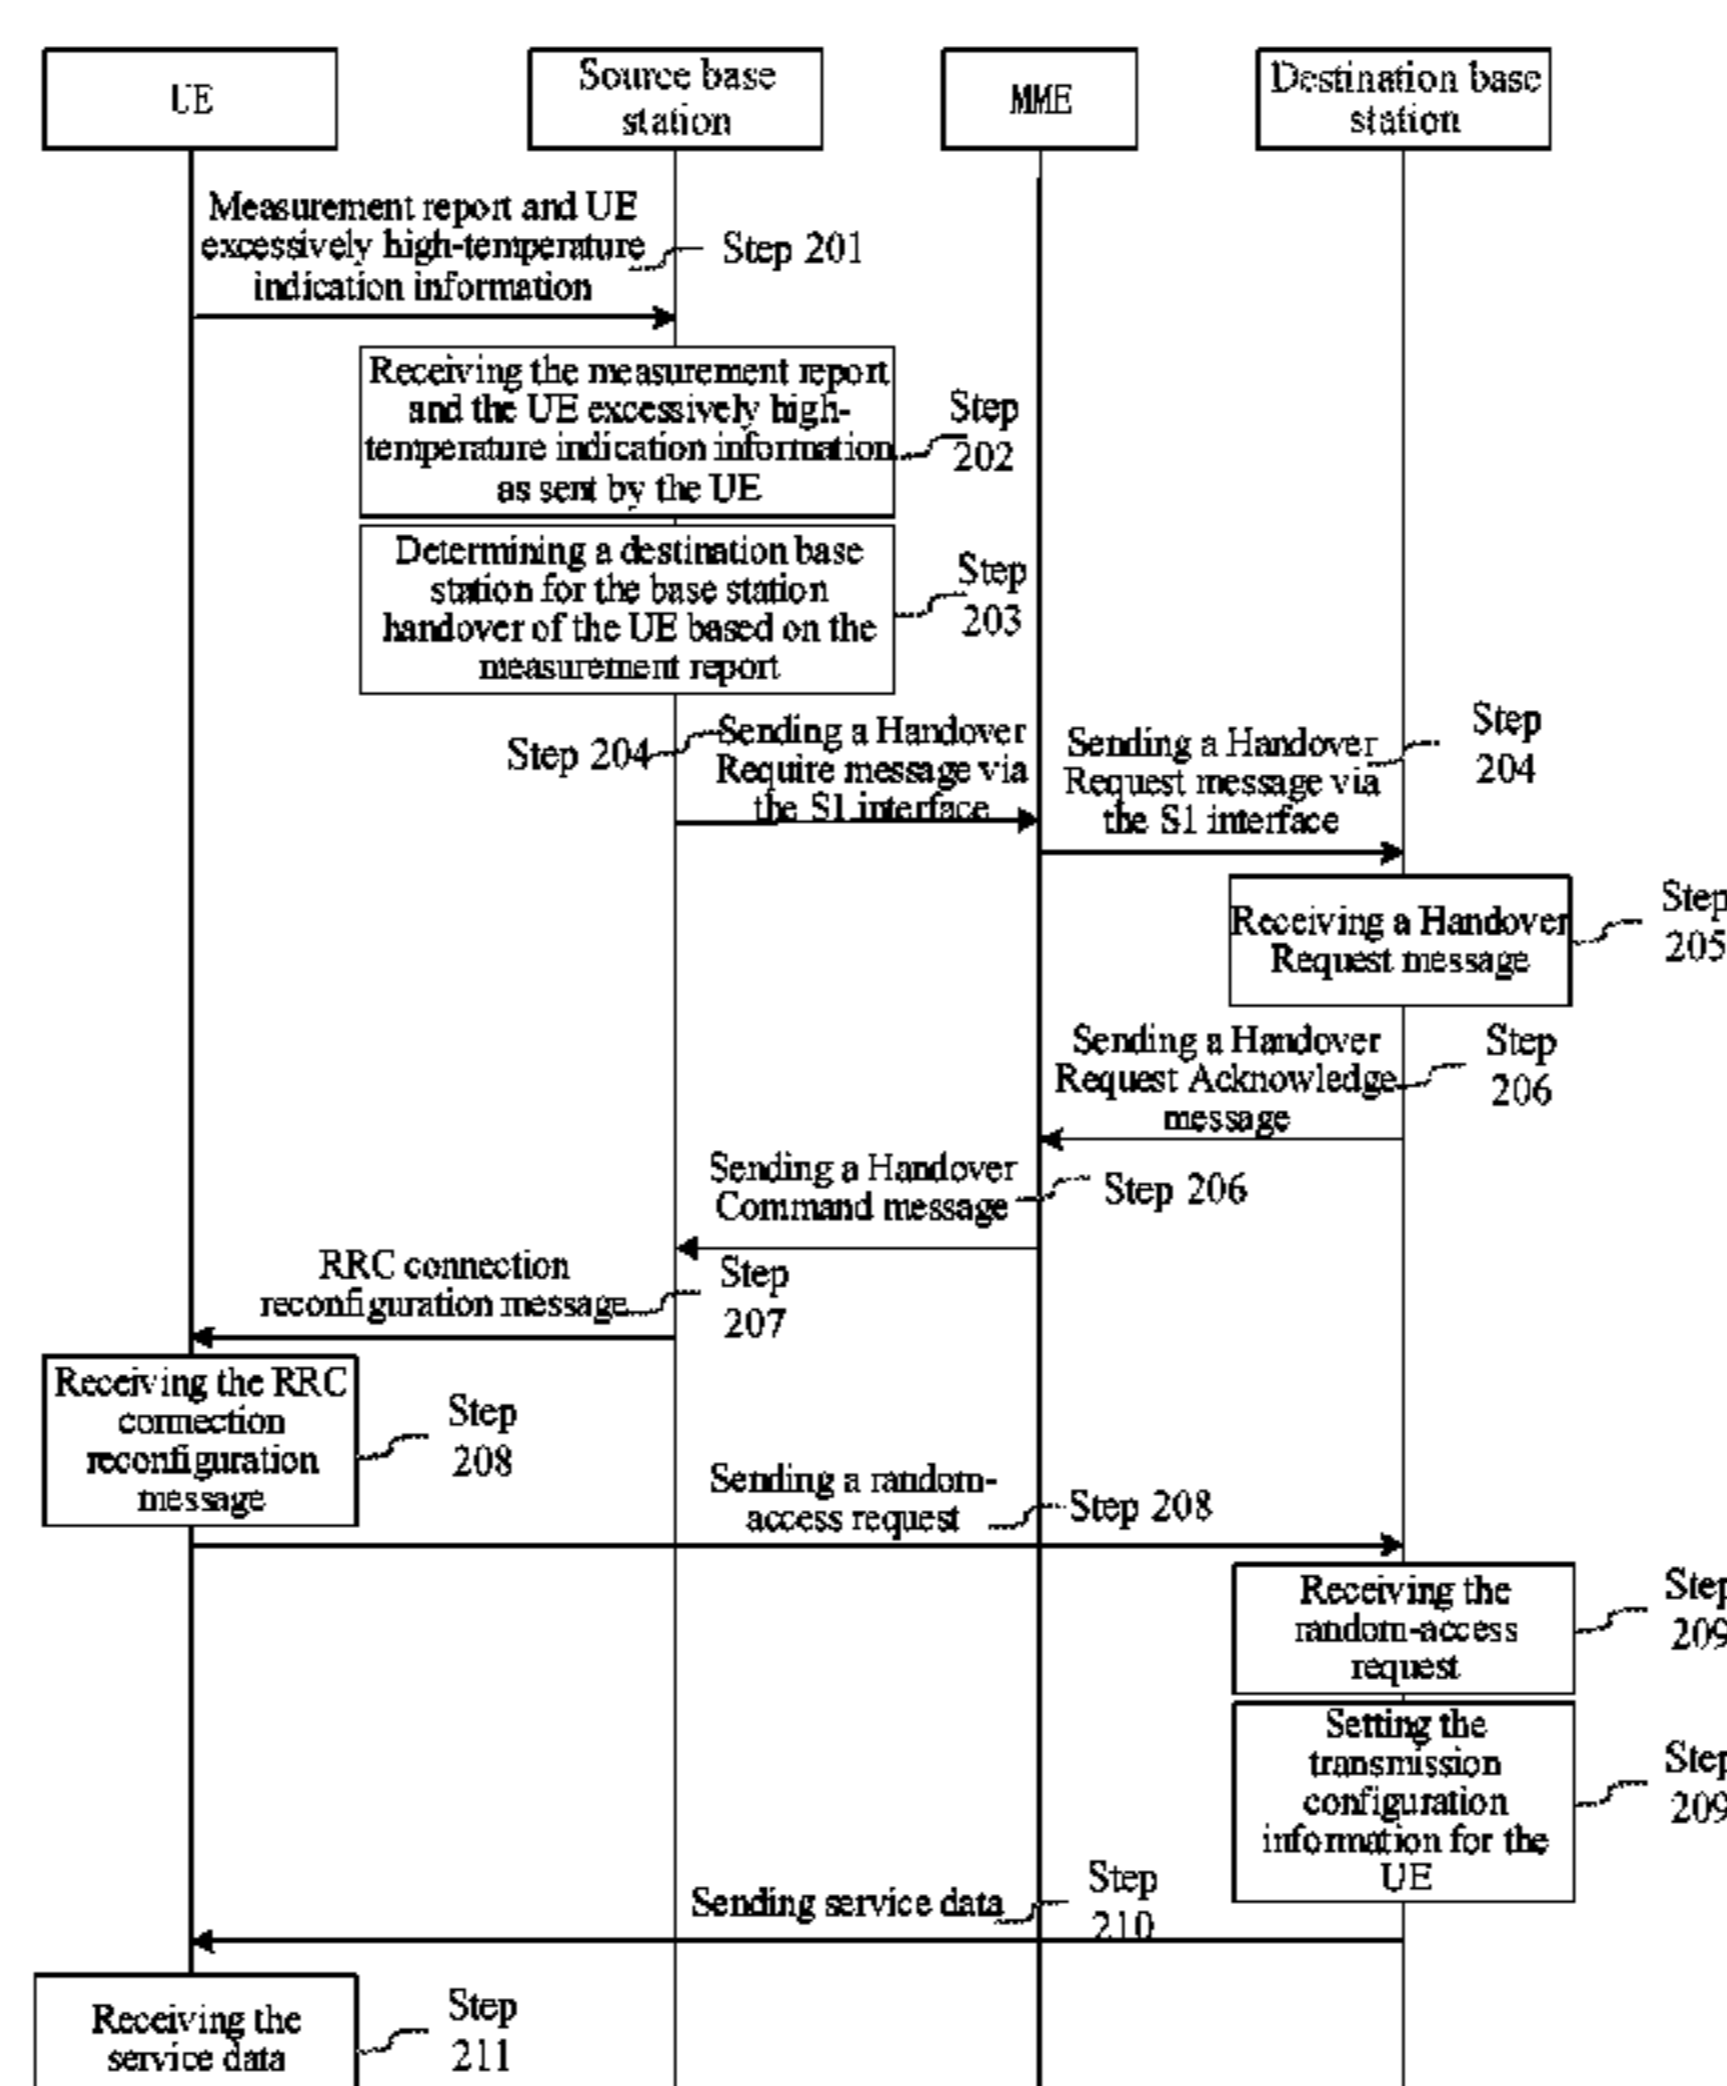 UE
Source base
station
MME
Destination base
station
Measurement report and UE
excessively high-temperature
indication information
Step 201
Receiving the measurement report
and the UE excessively high-
temperature indication information
as sent by the UE
Step
202
Determining a destination base
station for the base station
handover of the UE based on the
measurement report
Step
203
Step 204
Sending a Handover
Require message via
the S1 interface
Sending a Handover
Request message via
the S1 interface
Step
204
Receiving a Handover
Request message
Step
205
Sending a Handover
Request Acknowledge
message
Step
206
Sending a Handover
Command message
Step 206
RRC connection
reconfiguration message
Step
207
Receiving the RRC
connection
reconfiguration
message
Step
208
Sending a random-
access request
Step 208
Receiving the
random-access
request
Step
209
Setting the
transmission
configuration
information for the
UE
Step
209
Sending service data
Step
210
Receiving the
service data
Step
211